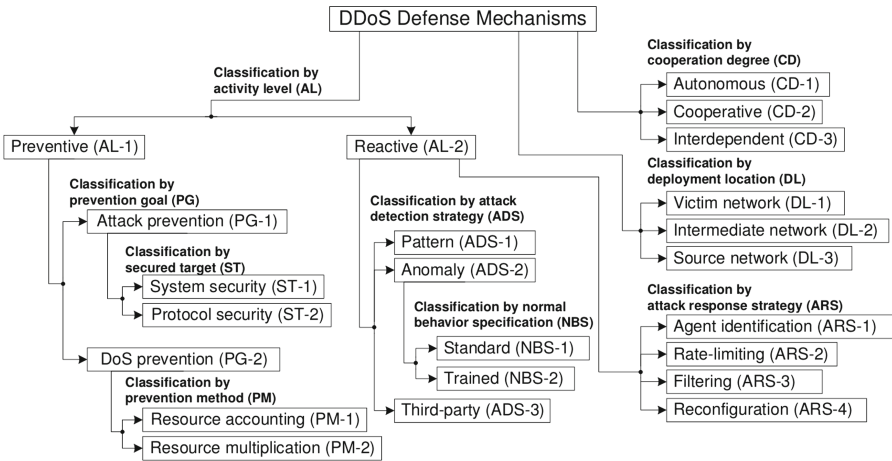 DDoS Defense Mechanisms
Classification by
activity level (AL)
Preventive (AL-1)
Classification by
prevention goal (PG)
Attack prevention (PG-1)
Classification by
secured target (ST)
System security (ST-1)
Protocol security (ST-2)
DoS prevention (PG-2)
Classification by
prevention method (PM)
Resource accounting (PM-1)
Resource multiplication (PM-2)
Reactive (AL-2)
Classification by attack
detection strategy (ADS)
Pattern (ADS-1)
Anomaly (ADS-2)
Classification by normal
behavior specification (NBS)
Standard (NBS-1)
Trained (NBS-2)
Third-party (ADS-3)
Classification by
cooperation degree (CD)
Autonomous (CD-1)
Cooperative (CD-2)
Interdependent (CD-3)
Classification by
deployment location (DL)
Victim network (DL-1)
Intermediate network (DL-2)
Source network (DL-3)
Classification by
attack response strategy (ARS)
Agent identification (ARS-1)
Rate-limiting (ARS-2)
Filtering (ARS-3)
Reconfiguration (ARS-4)